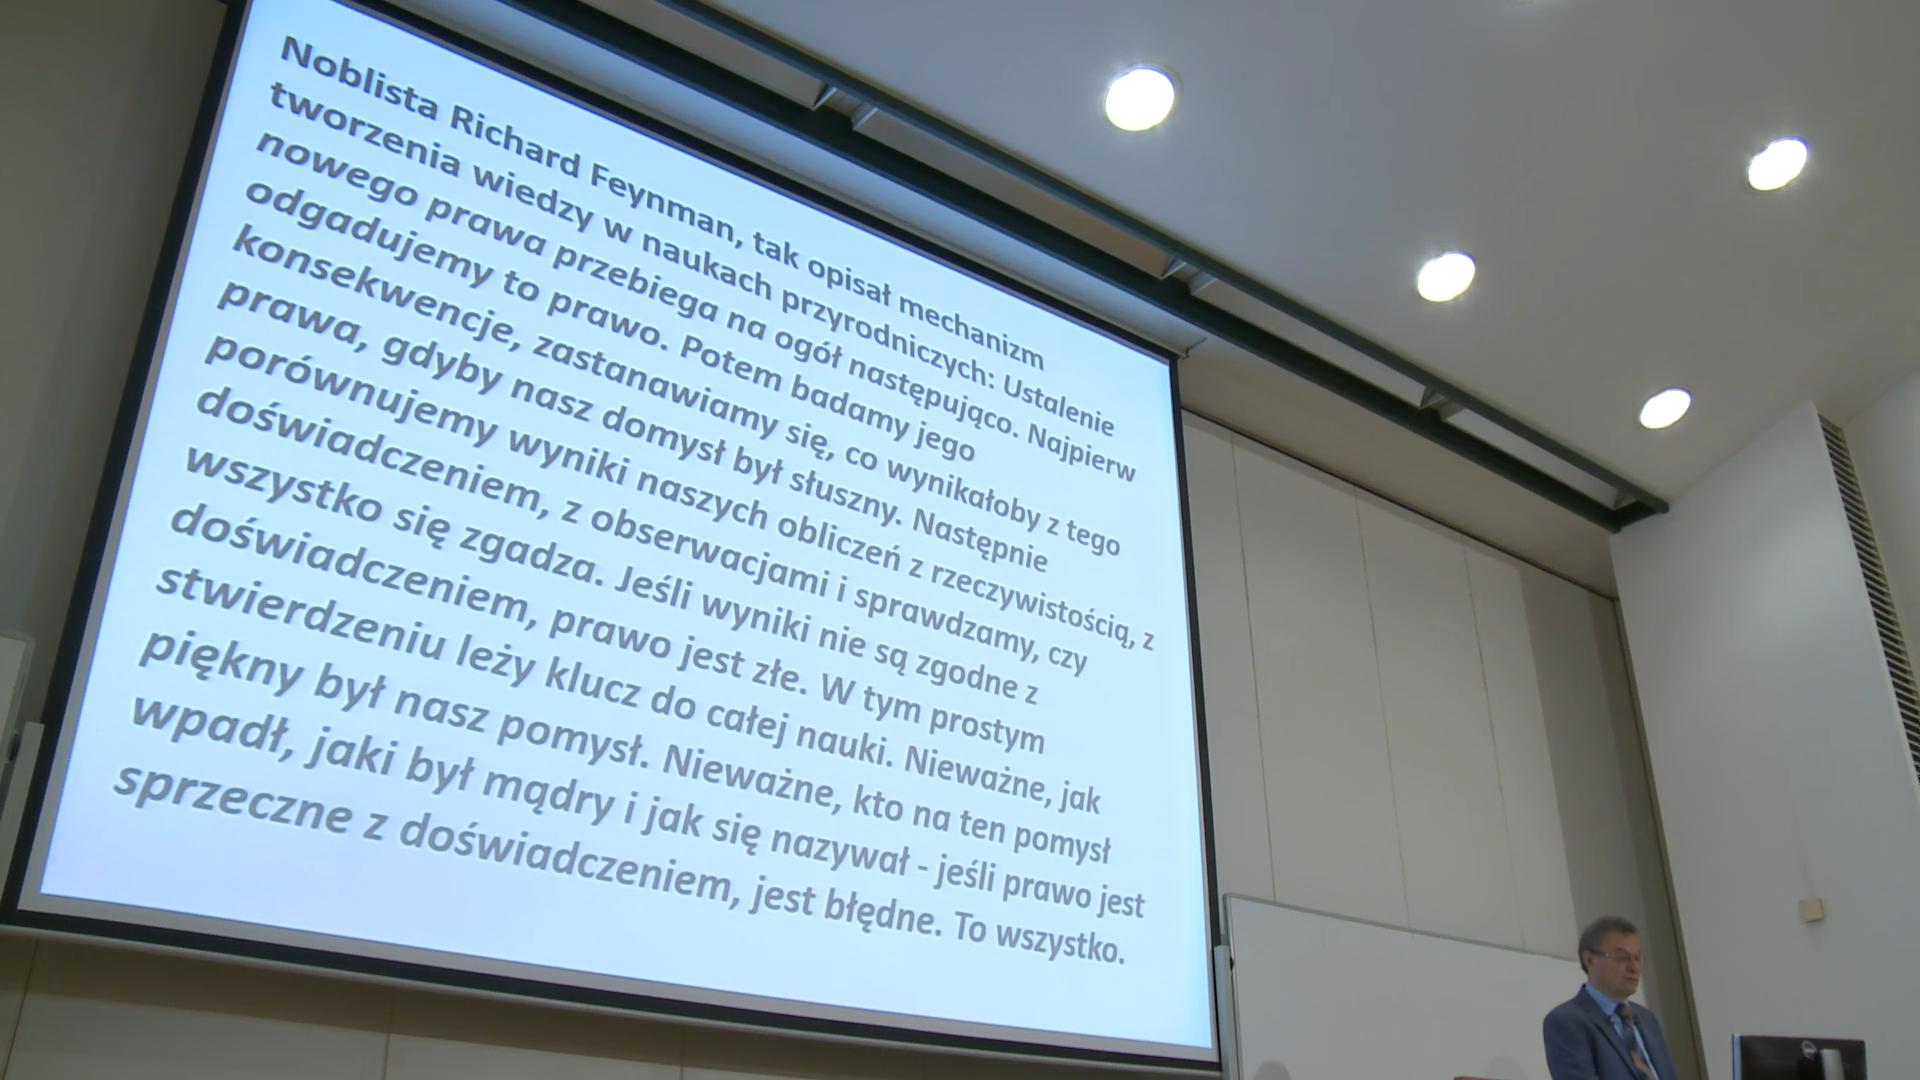 Noblista Richard Feynman, tak opisał mechanizm
tworzenia wiedzy w naukach przyrodniczych: Ustalenie
nowego prawa przebiega na ogół następująco. Najpierw
odgadujemy to prawo. Potem badamy jego
konsekwencje, zastanawiamy się, co wynikałoby z tego
prawa, gdyby nasz domysł był słuszny. Następnie
porównujemy wyniki naszych obliczeń z rzeczywistością, z
doświadczeniem, z obserwacjami i sprawdzamy, czy
wszystko się zgadza. Jeśli wyniki nie są zgodne z
doświadczeniem, prawo jest złe. W tym prostym
stwierdzeniu leży klucz do całej nauki. Nieważne, jak
piękny był nasz pomysł. Nieważne, kto na ten pomysł
wpadł, jaki był mądry i jak się nazywał - jeśli prawo jest
sprzeczne z doświadczeniem, jest błędne. To wszystko.